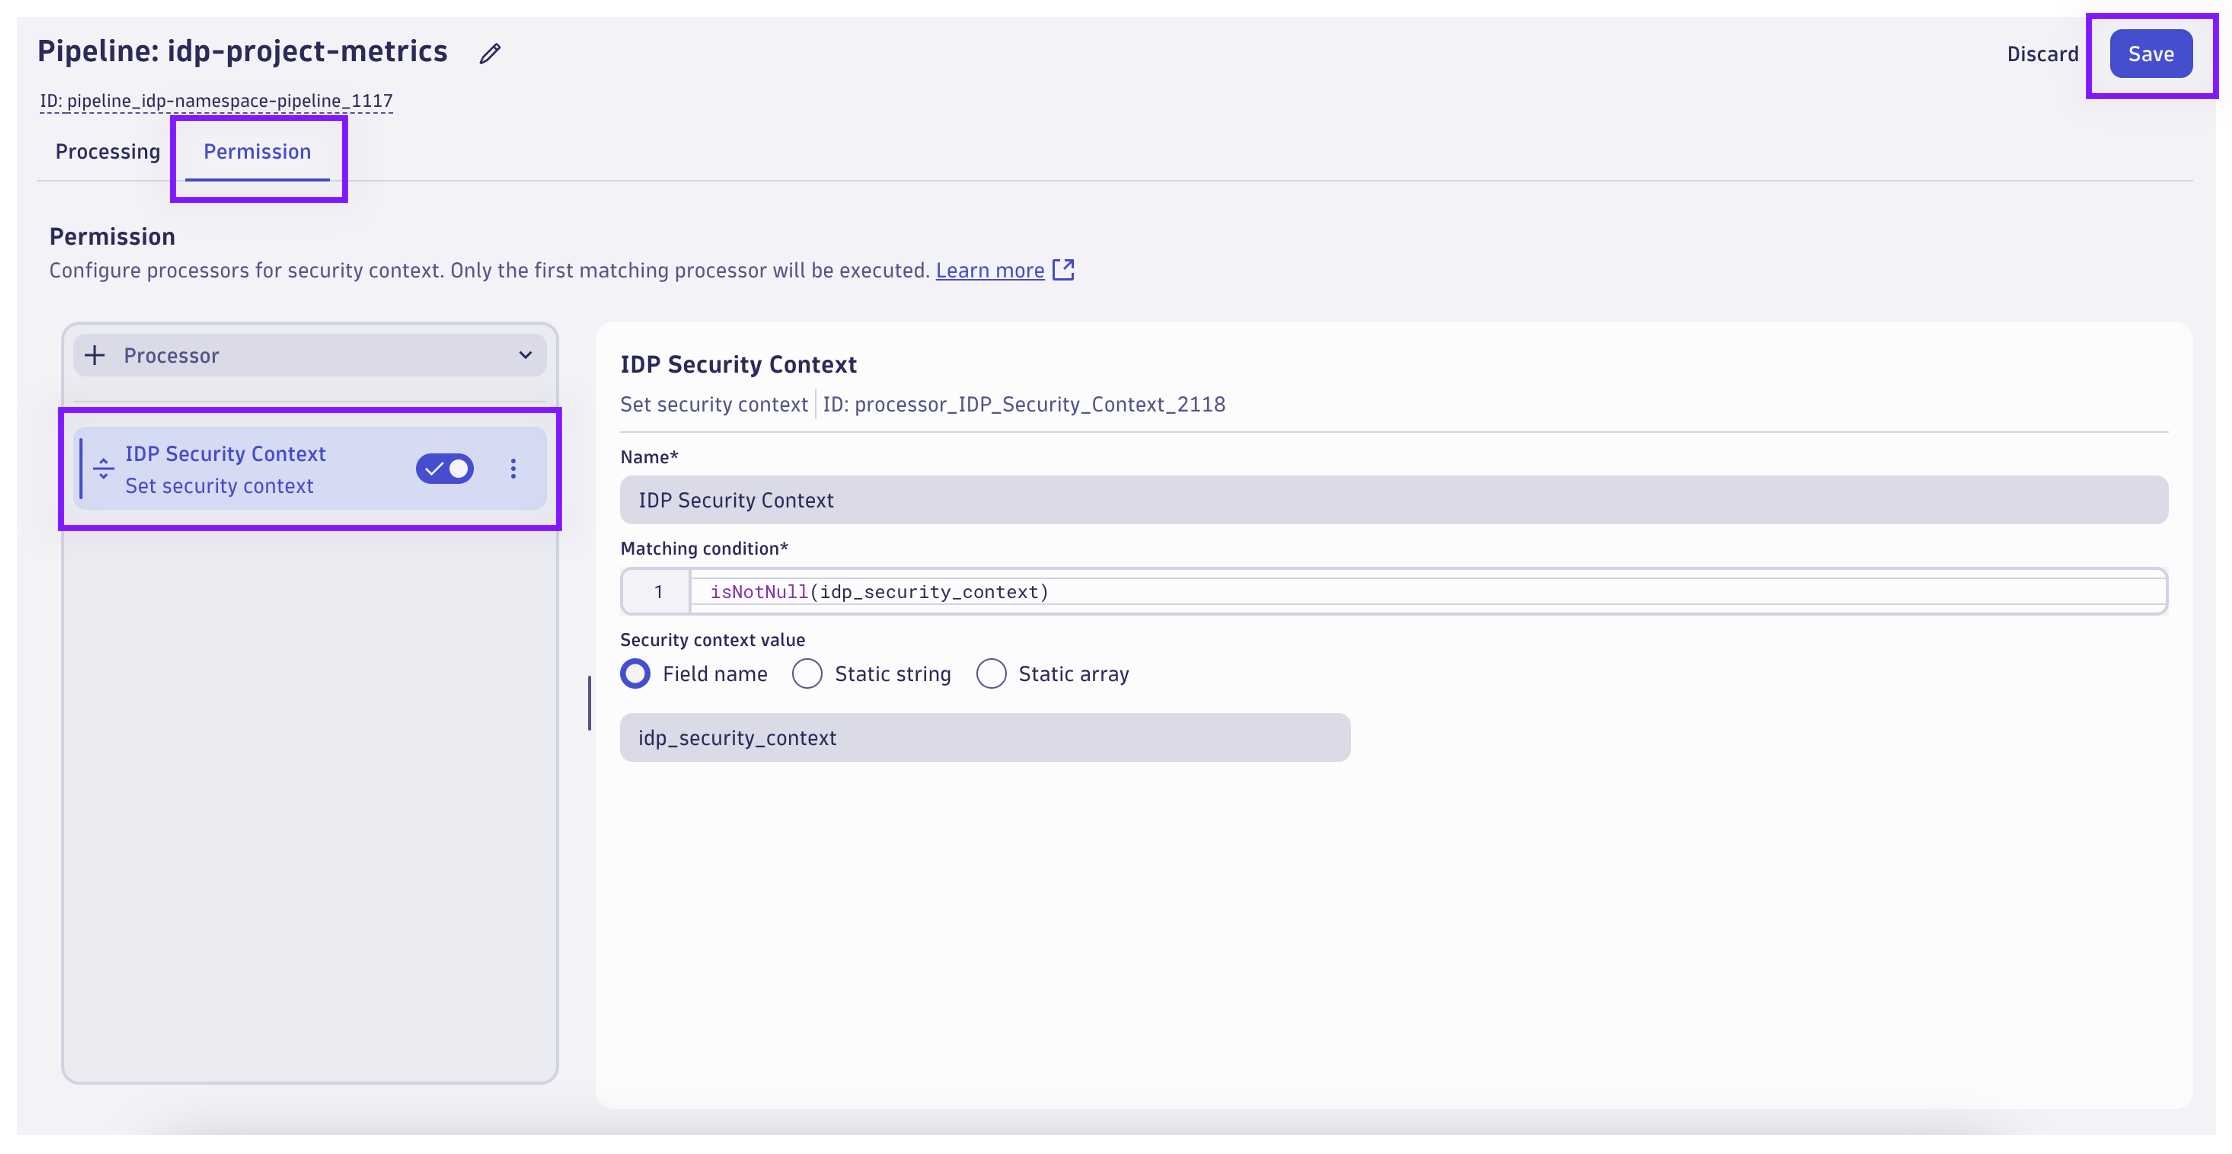 Pipeline: idp-project-metrics
Discard
Save
ID: pipeline_idp-namespace-pipeline_1117
Processing
Permission
Permission
Configure processors for security context. Only the first matching processor will be executed. Learn more
Processor
IDP Security Context
Set security context
IDP Security Context
Set security context ID: processor_IDP_Security_Context_2118
Name*
IDP Security Context
Matching condition*
1 isNotNull(idp_security_context)
Security context value
Field name Static string Static array
idp_security_context